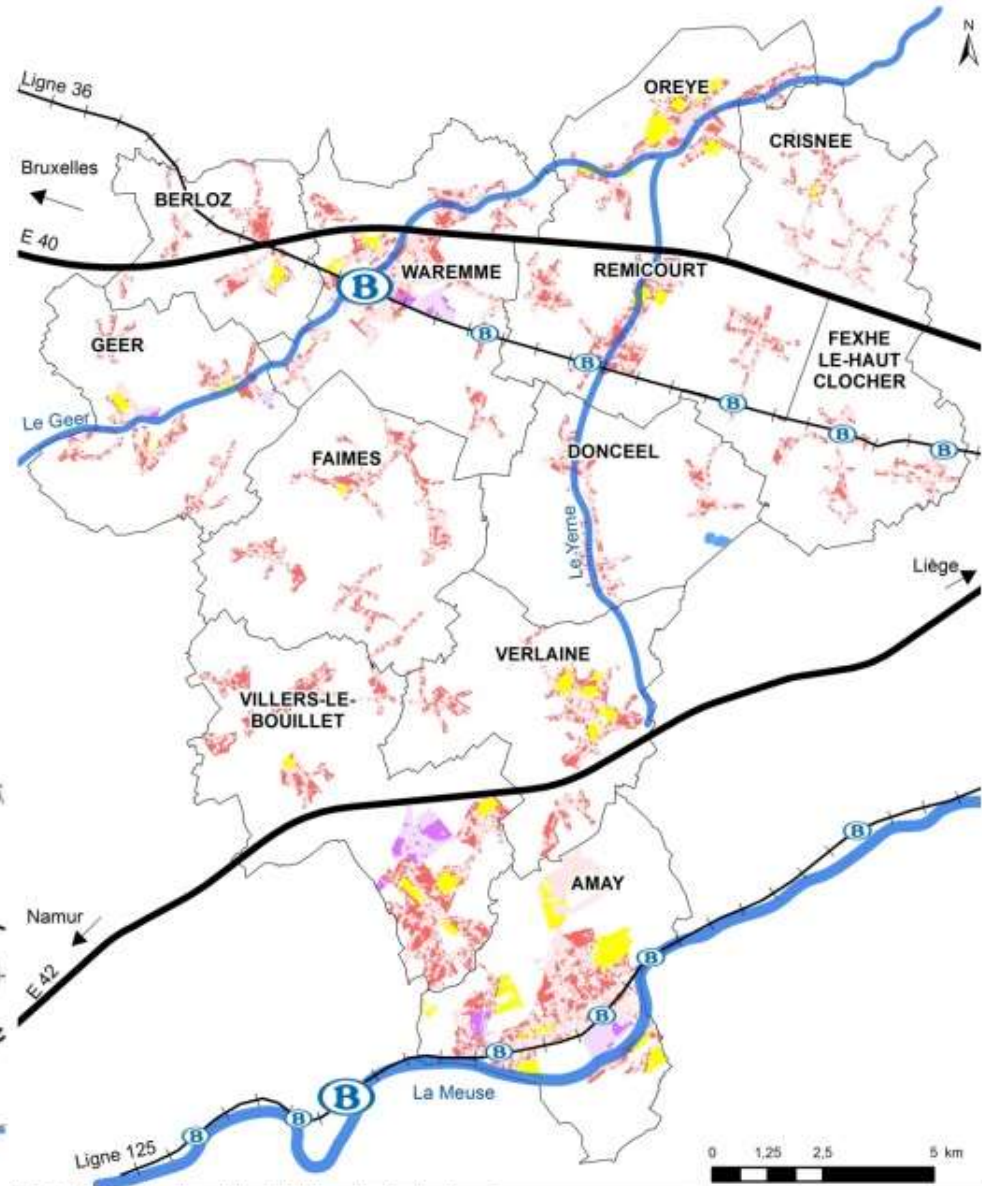 N
OREYE
Ligne 36
CRISNEE
Bruxelles
BERLOZ
E 40
WAREMME
REMICOURT
B
B
GEER
FEXHE
LE-HAUT
CLOCHER
B
B
Le Geer
B
B
FAIMES
DONCEEL
Le Yerne
Liège
VERLAINE
VILLERS-LE-
BOUILLET
B
AMAY
Namur
B
E 42
B
B
B
La Meuse
B
B
Ligne 125
0 1,25 2,5 5 km